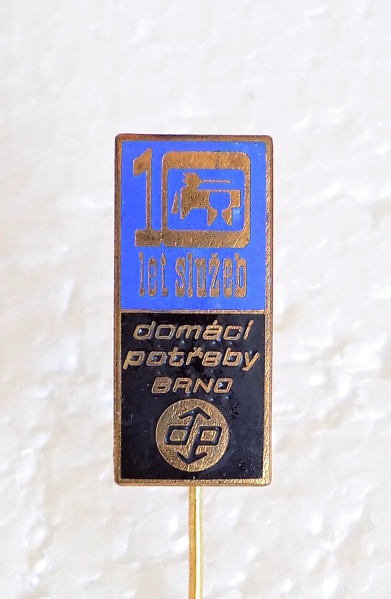 10
let služeb
domácí
potřeby
BRNO
dp